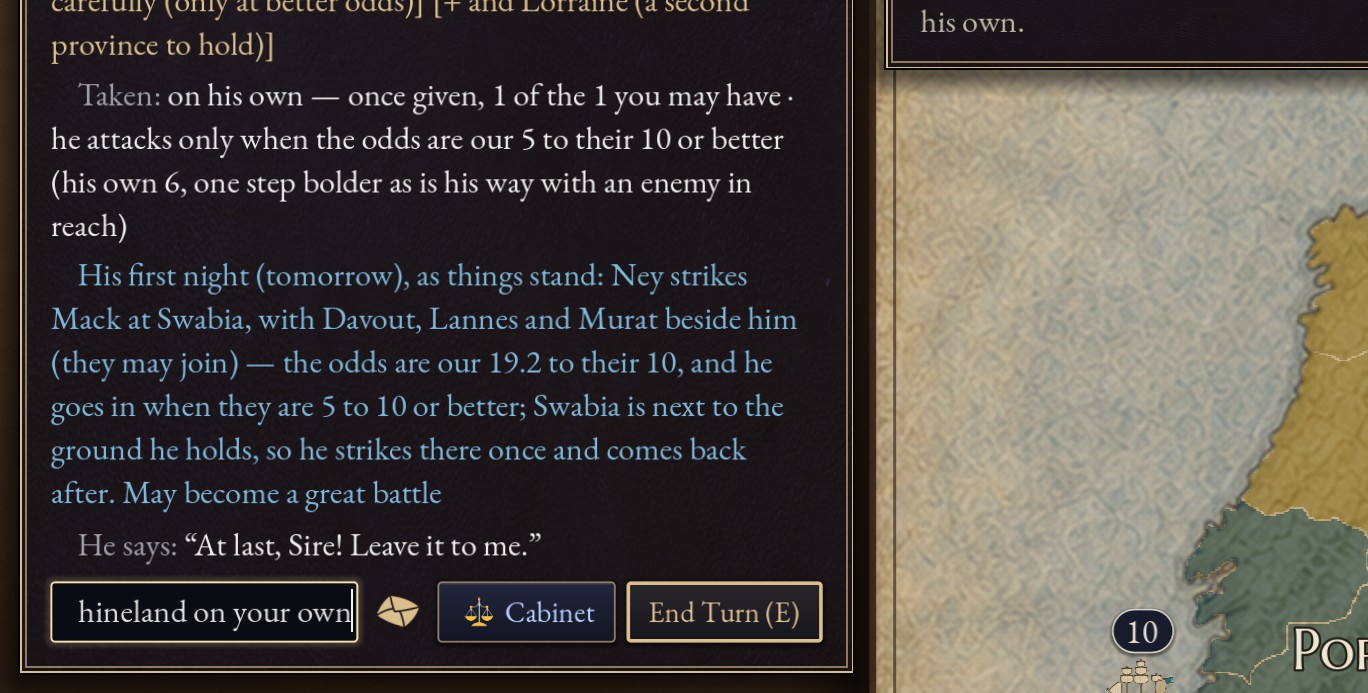 carefully (only at better odds)] [+ and Lorraine (a second
province to hold)]
Taken: on his own — once given, 1 of the 1 you may have ·
he attacks only when the odds are our 5 to their 10 or better
(his own 6, one step bolder as is his way with an enemy in
reach)
His first night (tomorrow), as things stand: Ney strikes
Mack at Swabia, with Davout, Lannes and Murat beside him
(they may join) — the odds are our 19.2 to their 10, and he
goes in when they are 5 to 10 or better; Swabia is next to the
ground he holds, so he strikes there once and comes back
after. May become a great battle
He says: “At last, Sire! Leave it to me.”
hineland on your own
Cabinet
End Turn (E)
his own.
10
Por